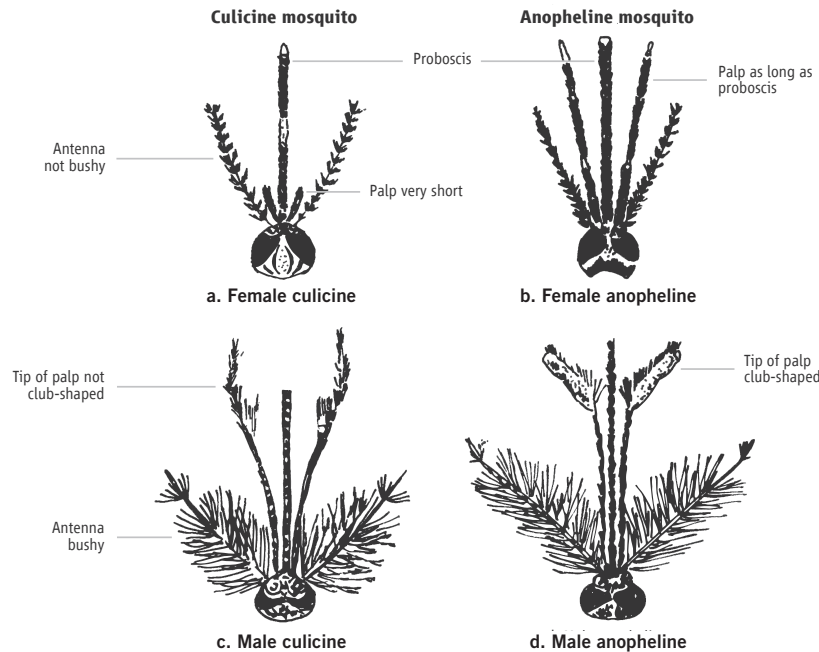 Culicine mosquito
Anopheline mosquito
Proboscis
Palp as long as
proboscis
Antenna
not bushy
Palp very short
a. Female culicine
b. Female anopheline
Tip of palp not
club-shaped
Tip of palp
club-shaped
Antenna
bushy
c. Male culicine
d. Male anopheline